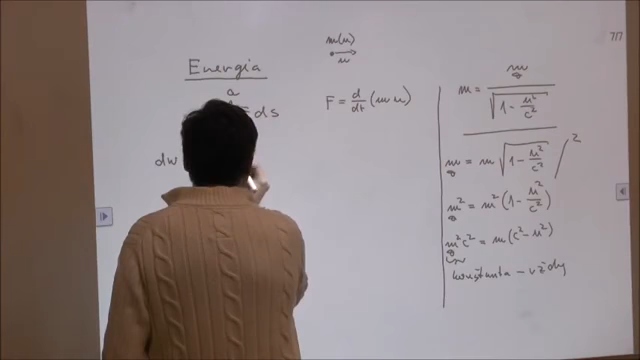 7/7
Energia
a
= ds
dw
m(u)
u
F = d/dt (m u)
m = m₀ / √(1 - u²/c²)
m₀ = m √(1 - u²/c²) / ²
m₀² = m² (1 - u²/c²)
m₀² c² = m (c² - u²)
konštanta - vždy